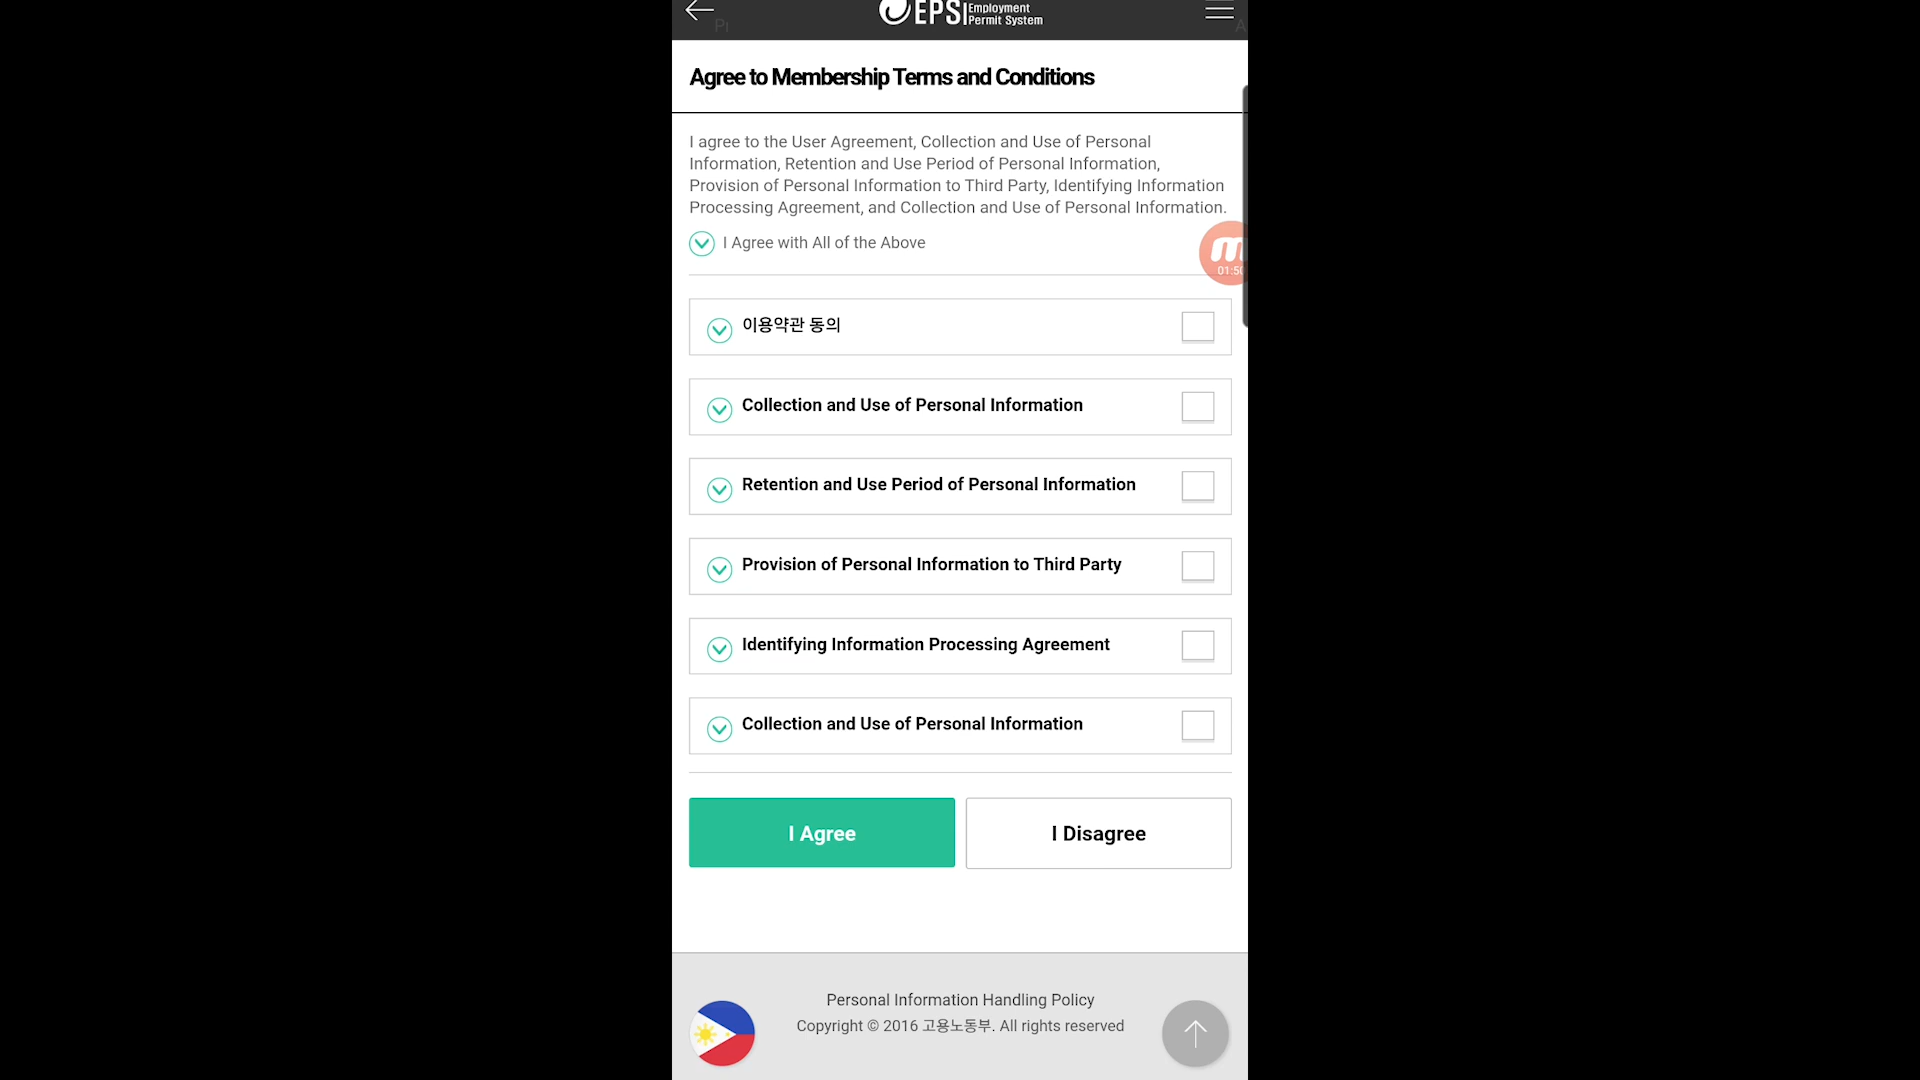 EPS Employment
Permit System
Agree to Membership Terms and Conditions
I agree to the User Agreement, Collection and Use of Personal
Information, Retention and Use Period of Personal Information,
Provision of Personal Information to Third Party, Identifying Information
Processing Agreement, and Collection and Use of Personal Information.
I Agree with All of the Above
01:50
이용약관 동의
Collection and Use of Personal Information
Retention and Use Period of Personal Information
Provision of Personal Information to Third Party
Identifying Information Processing Agreement
Collection and Use of Personal Information
I Agree
I Disagree
Personal Information Handling Policy
Copyright © 2016 고용노동부. All rights reserved